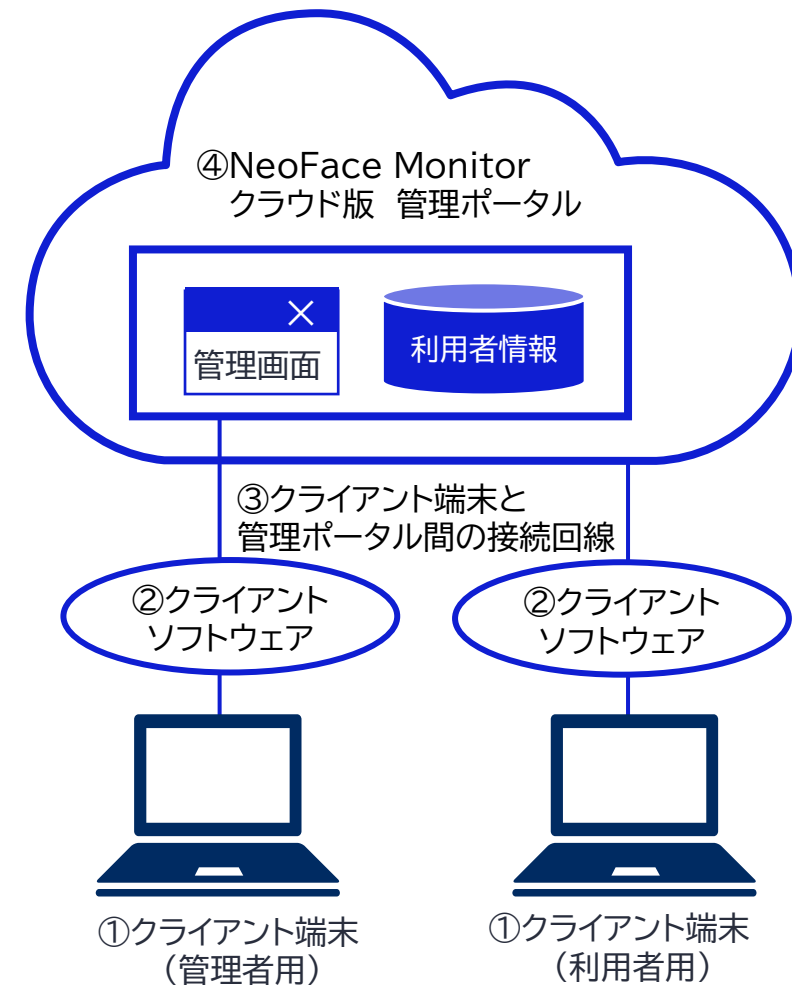 ④NeoFace Monitor
クラウド版 管理ポータル
管理画面
利用者情報
③クライアント端末と
管理ポータル間の接続回線
②クライアント
ソフトウェア
②クライアント
ソフトウェア
①クライアント端末
（管理者用）
①クライアント端末
（利用者用）